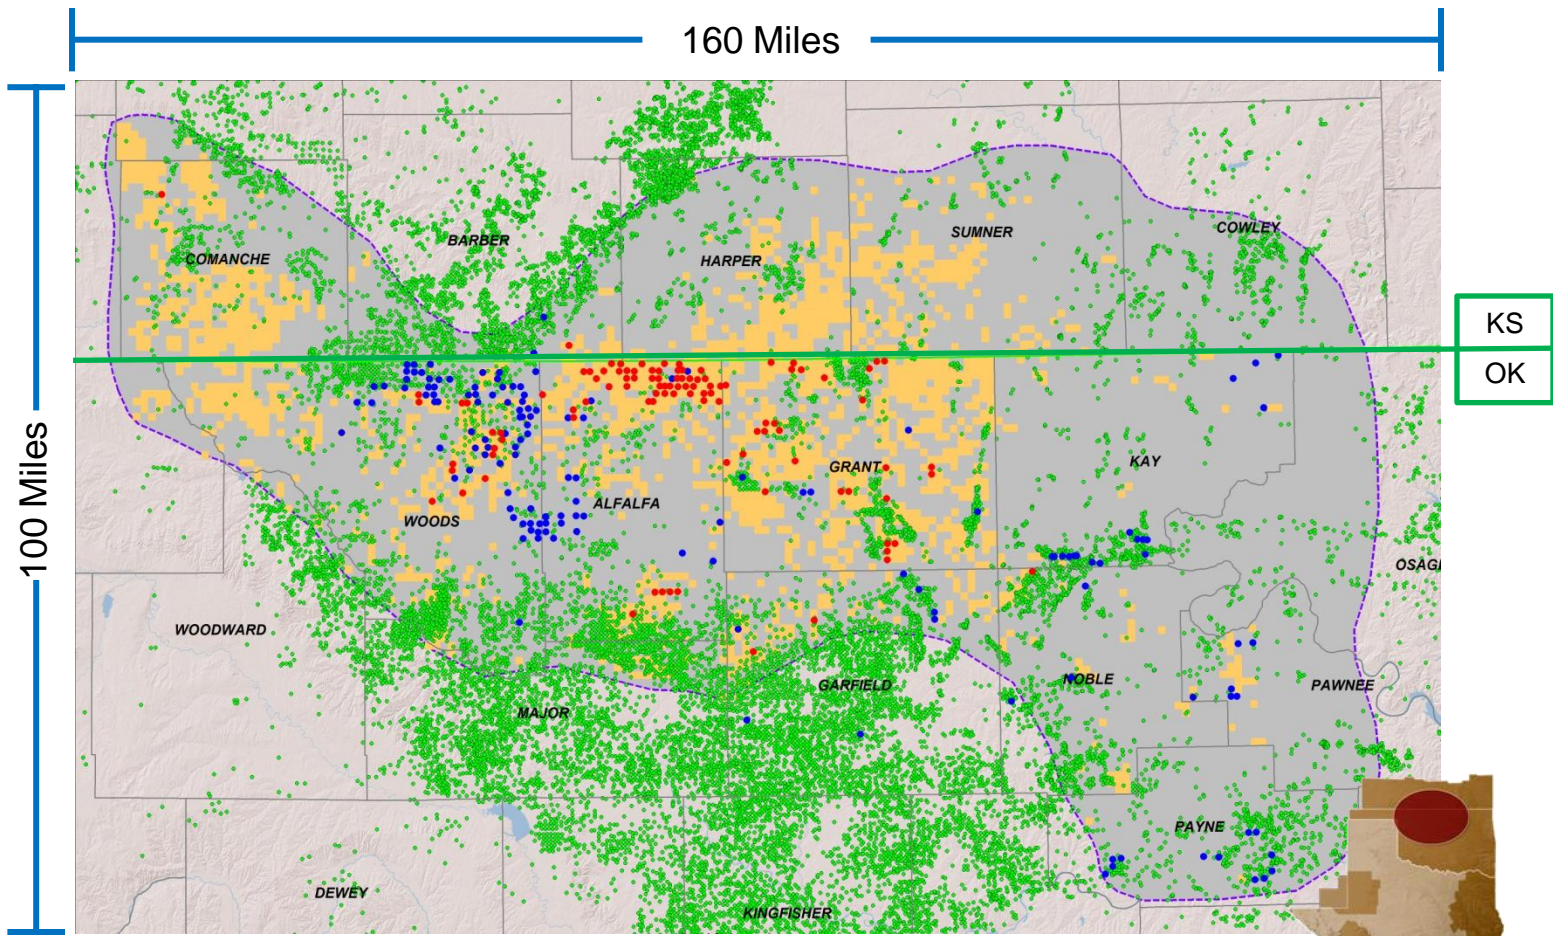 160 Miles
100 Miles
BARBER
SUMNER
COWLEY
COMANCHE
HARPER
KS
OK
KAY
GRANT
ALFALFA
WOODS
OSAG
WOODWARD
NOBLE
PAWNEE
GARFIELD
MAJOR
PAYNE
DEWEY
KINGFISHER